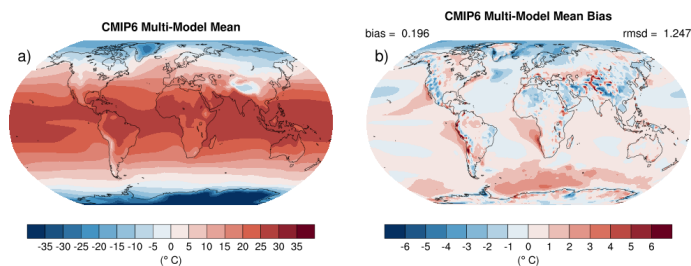 CMIP6 Multi-Model Mean
a)
-35 -30 -25 -20 -15 -10 -5 0 5 10 15 20 25 30 35
(° C)
CMIP6 Multi-Model Mean Bias
bias = 0.196 rmsd = 1.247
b)
-6 -5 -4 -3 -2 -1 0 1 2 3 4 5 6
(° C)